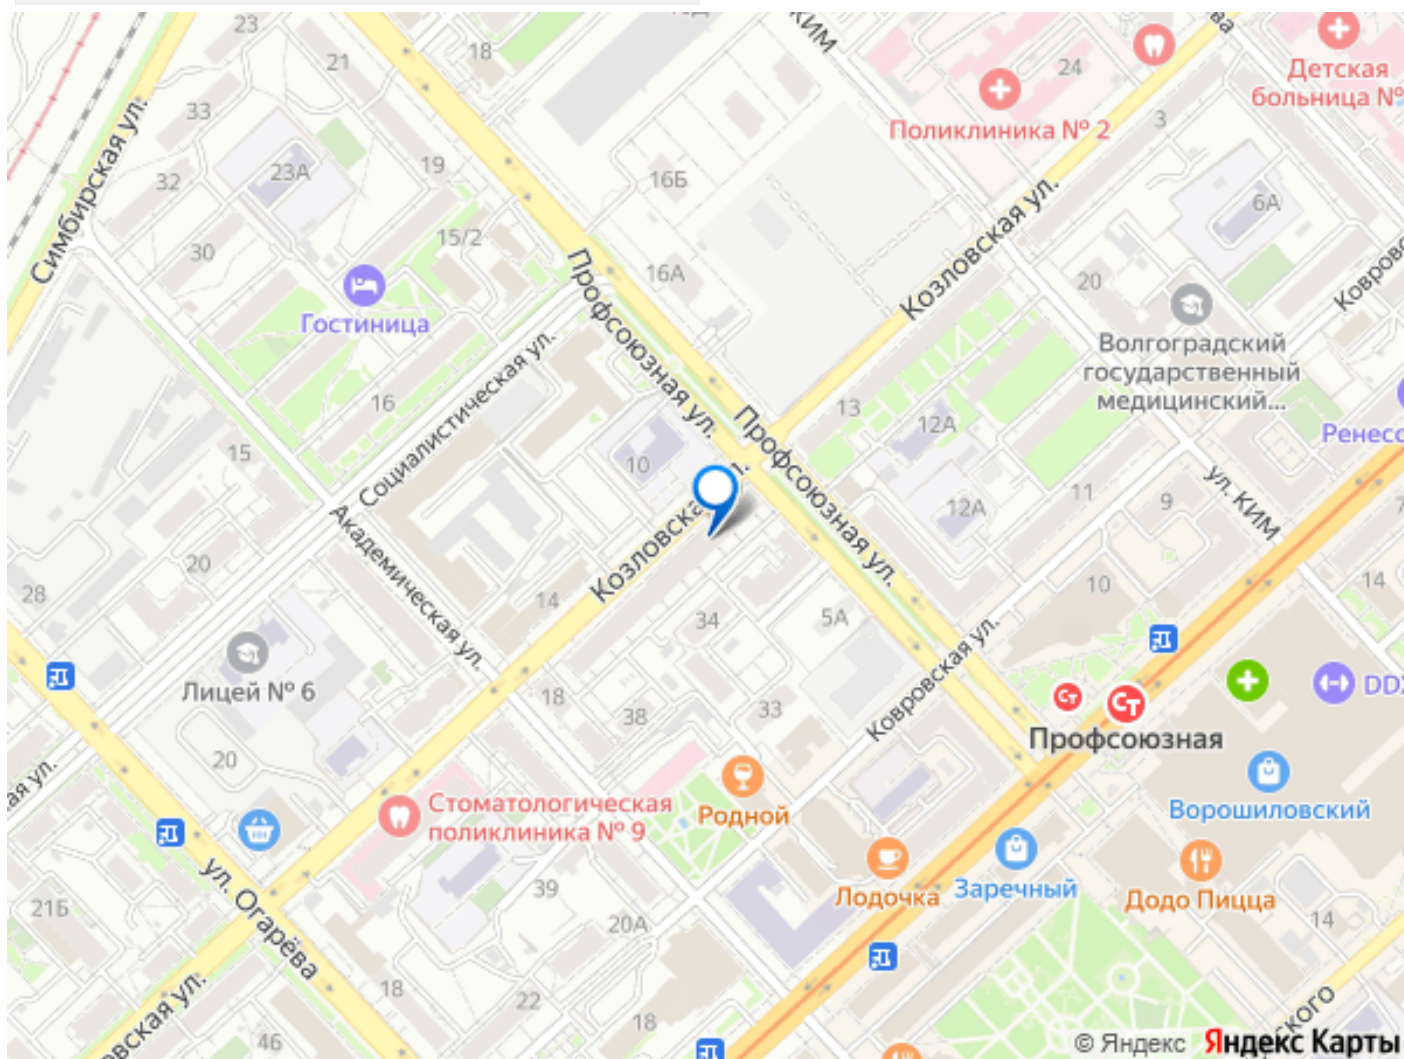 23
18
КИМ
21
24
Детская
больница №
33
Поликлиника № 2
3
19
23А
32
16Б
Симбирская ул.
6А
30
15/2
16А
20
Козловская ул.
Профсоюзная ул.
Гостиница
Волгоградский
государственный
медицинский...
16
13
12А
Профсоюзная ул.
15
Социалистическая ул.
10
11
9
ул. КИМ
12А
Академическая ул.
20
28
14
34
5А
10
14
Лицей № 6
18
38
33
Ковровская ул.
DDX
Профсоюзная
20
Стоматологическая
поликлиника № 9
Родной
Ворошиловский
ул. Огарёва
39
Лодочка
Заречный
Додо Пицца
21Б
20А
14
18
22
18
46
© Яндекс Яндекс Карты